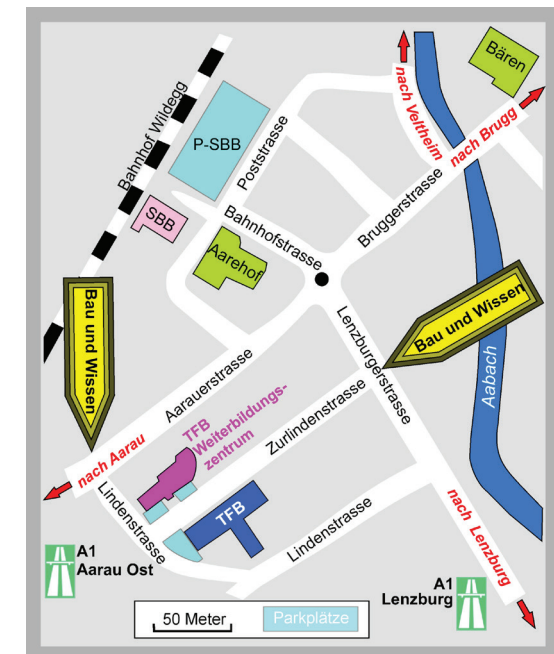 Bären
nach Veltheim
nach Brugg
Bahnhof Wildegg
P-SBB
Poststrasse
Bruggerstrasse
SBB
Bahnhofstrasse
Aarehof
Bau und Wissen
Bau und Wissen
Lenzburgerstrasse
Aabach
Aarauerstrasse
TFB
Weiterbildungs-
zentrum
Zurlindenstrasse
nach Aarau
Lindenstrasse
TFB
Lindenstrasse
nach Lenzburg
A1
Aarau Ost
A1
Lenzburg
50 Meter
Parkplätze